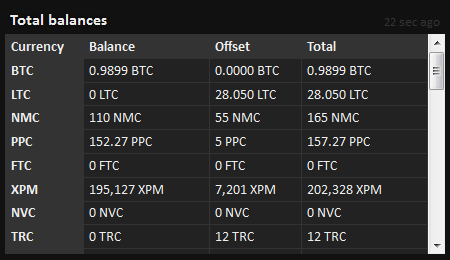 Total balances 22 sec ago
Currency Balance Offset Total
BTC 0.9899 BTC 0.0000 BTC 0.9899 BTC
LTC 0 LTC 28.050 LTC 28.050 LTC
NMC 110 NMC 55 NMC 165 NMC
PPC 152.27 PPC 5 PPC 157.27 PPC
FTC 0 FTC 0 FTC 0 FTC
XPM 195,127 XPM 7,201 XPM 202,328 XPM
NVC 0 NVC 0 NVC 0 NVC
TRC 0 TRC 12 TRC 12 TRC